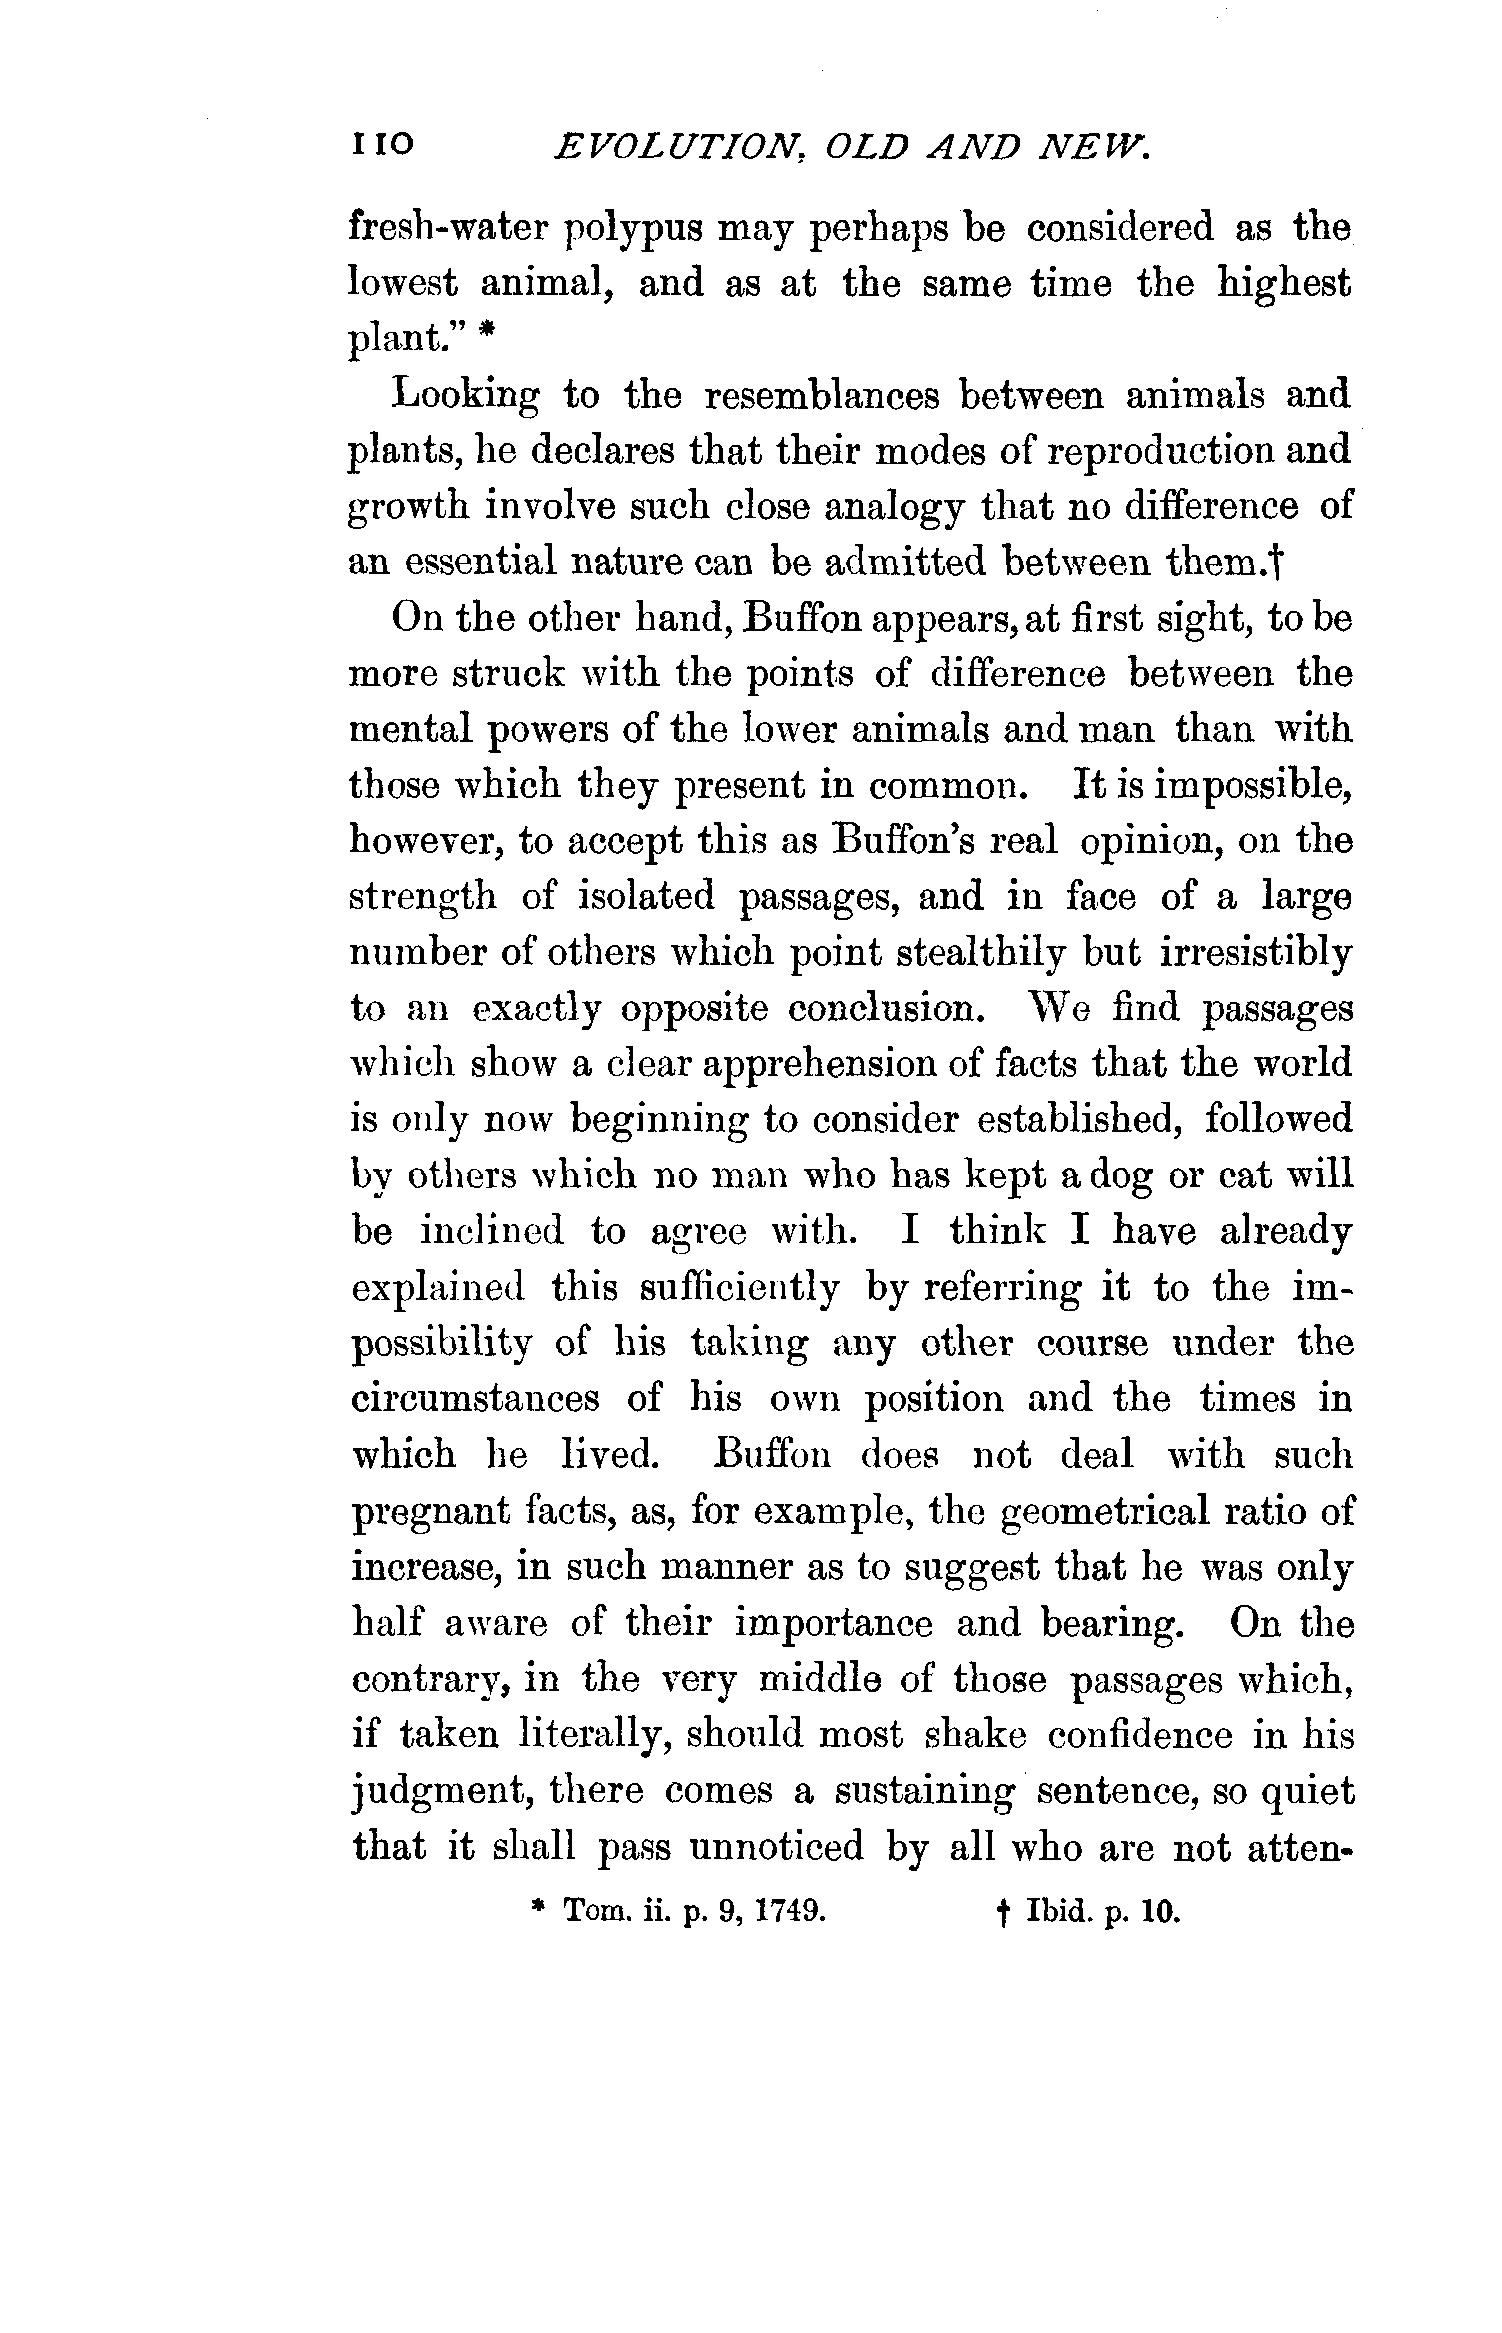 110 EVOLUTION, OLD AND NEW.
fresh-water polypus may perhaps be considered as the
lowest animal, and as at the same time the highest
plant.” *
Looking to the resemblances between animals and
plants, he declares that their modes of reproduction and
growth involve such close analogy that no difference of
an essential nature can be admitted between them.†
On the other hand, Buffon appears, at first sight, to be
more struck with the points of difference between the
mental powers of the lower animals and man than with
those which they present in common. It is impossible,
however, to accept this as Buffon’s real opinion, on the
strength of isolated passages, and in face of a large
number of others which point stealthily but irresistibly
to an exactly opposite conclusion. We find passages
which show a clear apprehension of facts that the world
is only now beginning to consider established, followed
by others which no man who has kept a dog or cat will
be inclined to agree with. I think I have already
explained this sufficiently by referring it to the im-
possibility of his taking any other course under the
circumstances of his own position and the times in
which he lived. Buffon does not deal with such
pregnant facts, as, for example, the geometrical ratio of
increase, in such manner as to suggest that he was only
half aware of their importance and bearing. On the
contrary, in the very middle of those passages which,
if taken literally, should most shake confidence in his
judgment, there comes a sustaining sentence, so quiet
that it shall pass unnoticed by all who are not atten-
* Tom. ii. p. 9, 1749. † Ibid. p. 10.